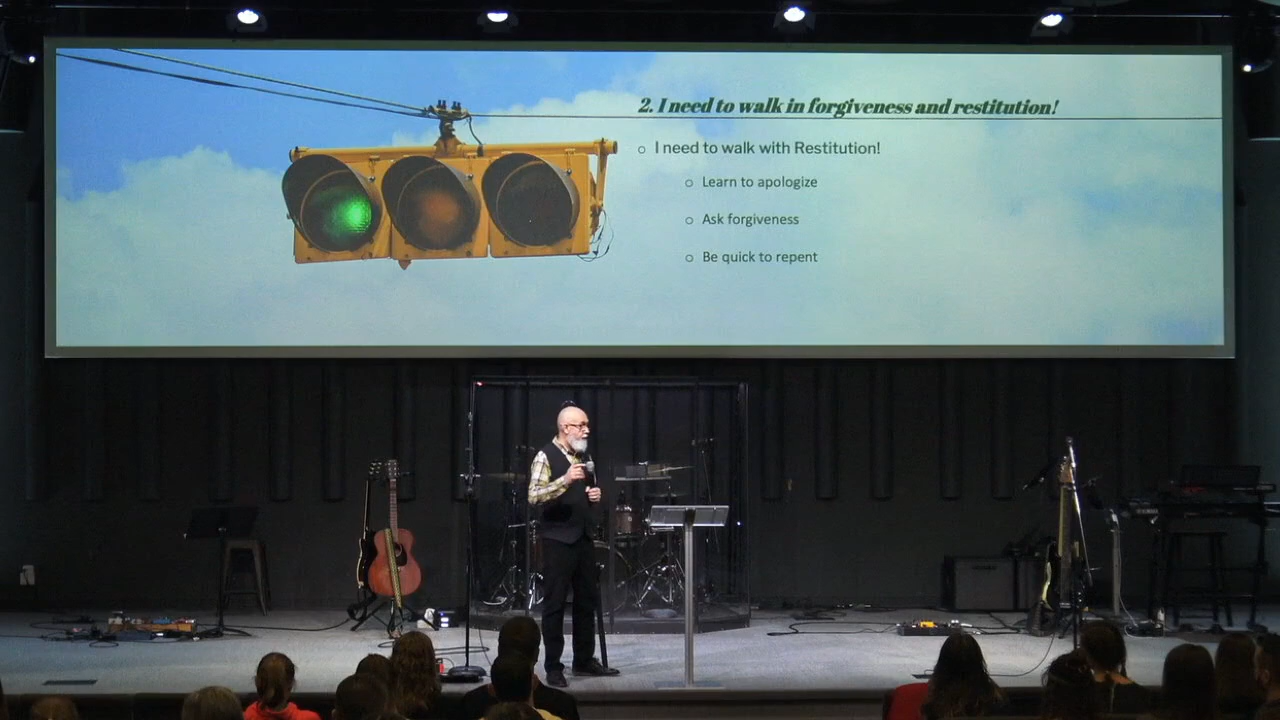 2. I need to walk in forgiveness and restitution!
I need to walk with Restitution!
Learn to apologize
Ask forgiveness
Be quick to repent